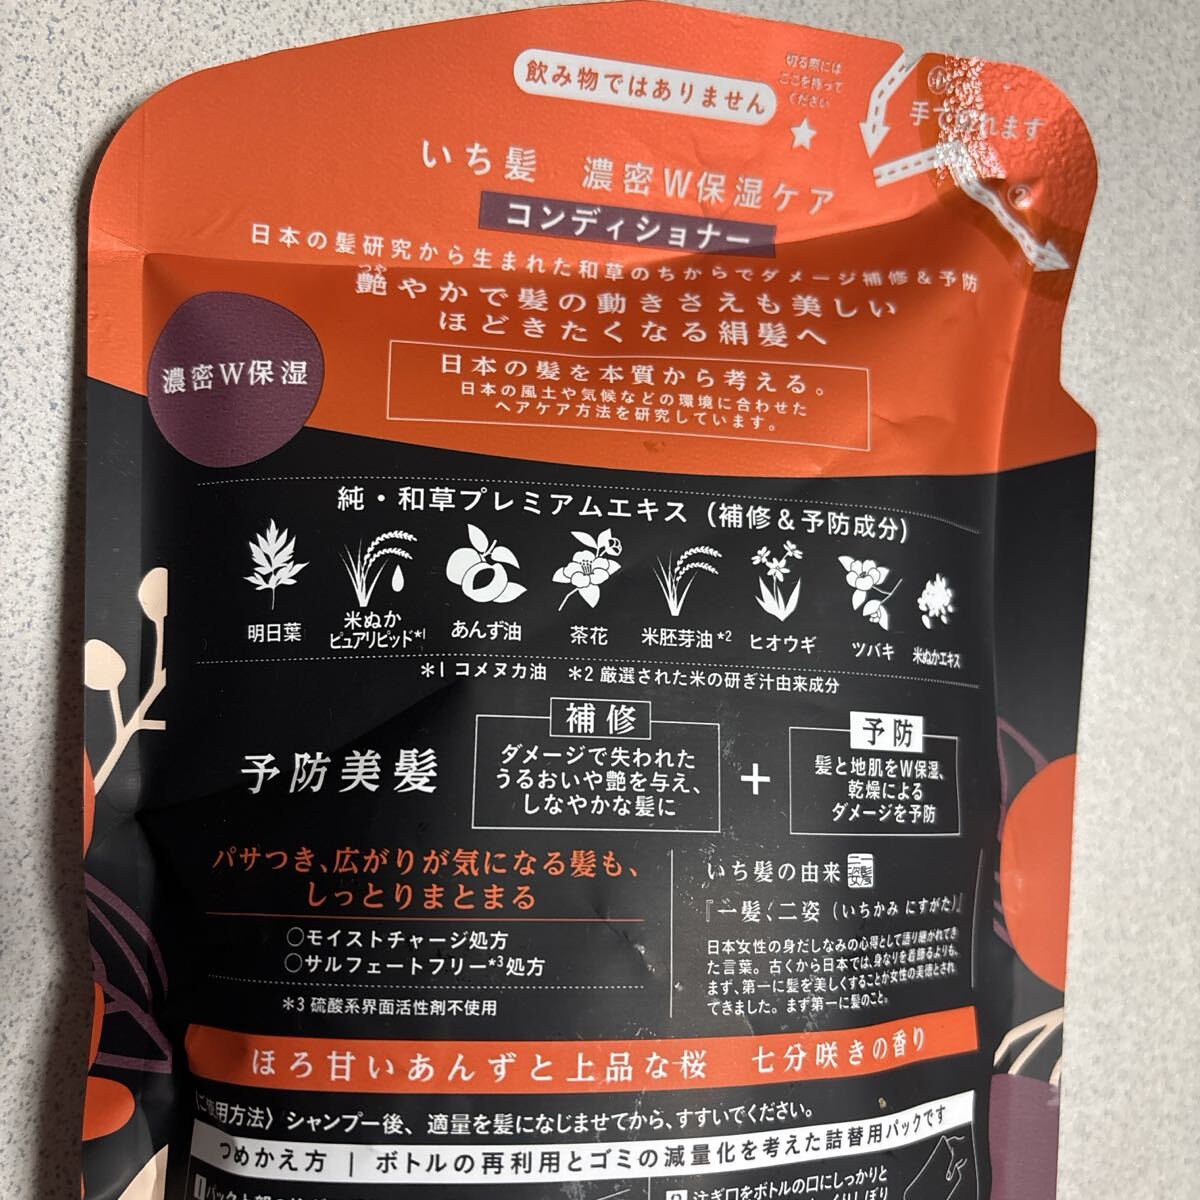 飲み物ではありません
切る際には
ここを持って
ください
①
手で切れます
②
いち髪 濃密W保湿ケア
コンディショナー
日本の髪研究から生まれた和草のちからでダメージ補修&予防
つや
艶やかで髪の動きさえも美しい
ほどきたくなる絹髪へ
濃密W保湿
日本の髪を本質から考える。
日本の風土や気候などの環境に合わせた
ヘアケア方法を研究しています。
純・和草プレミアムエキス(補修&予防成分)
明日葉
米ぬか
ピュアリピッド*1
あんず油
茶花
米胚芽油*2
ヒオウギ
ツバキ
米ぬかエキス
*1 コメヌカ油 *2 厳選された米の研ぎ汁由来成分
予防美髪
補修
ダメージで失われた
うるおいや艶を与え、
しなやかな髪に
+
予防
髪と地肌をW保湿、
乾燥による
ダメージを予防
パサつき、広がりが気になる髪も、
しっとりまとまる
○モイストチャージ処方
○サルフェートフリー*3処方
*3 硫酸系界面活性剤不使用
いち髪の由来
『一髪、二姿(いちかみ にすがた)』
日本女性の身だしなみの心得として語り継がれてき
た言葉。古くから日本では、身なりを着飾るよりも、
まず、第一に髪を美しくすることが女性の美徳とされ
てきました。まず第一に髪のこと。
ほろ甘いあんずと上品な桜 七分咲きの香り
〈ご使用方法〉シャンプー後、適量を髪になじませてから、すすいでください。
つめかえ方 | ボトルの再利用とゴミの減量化を考えた詰替用パックです
1
2 注ぎ口をボトルの口にしっかりと